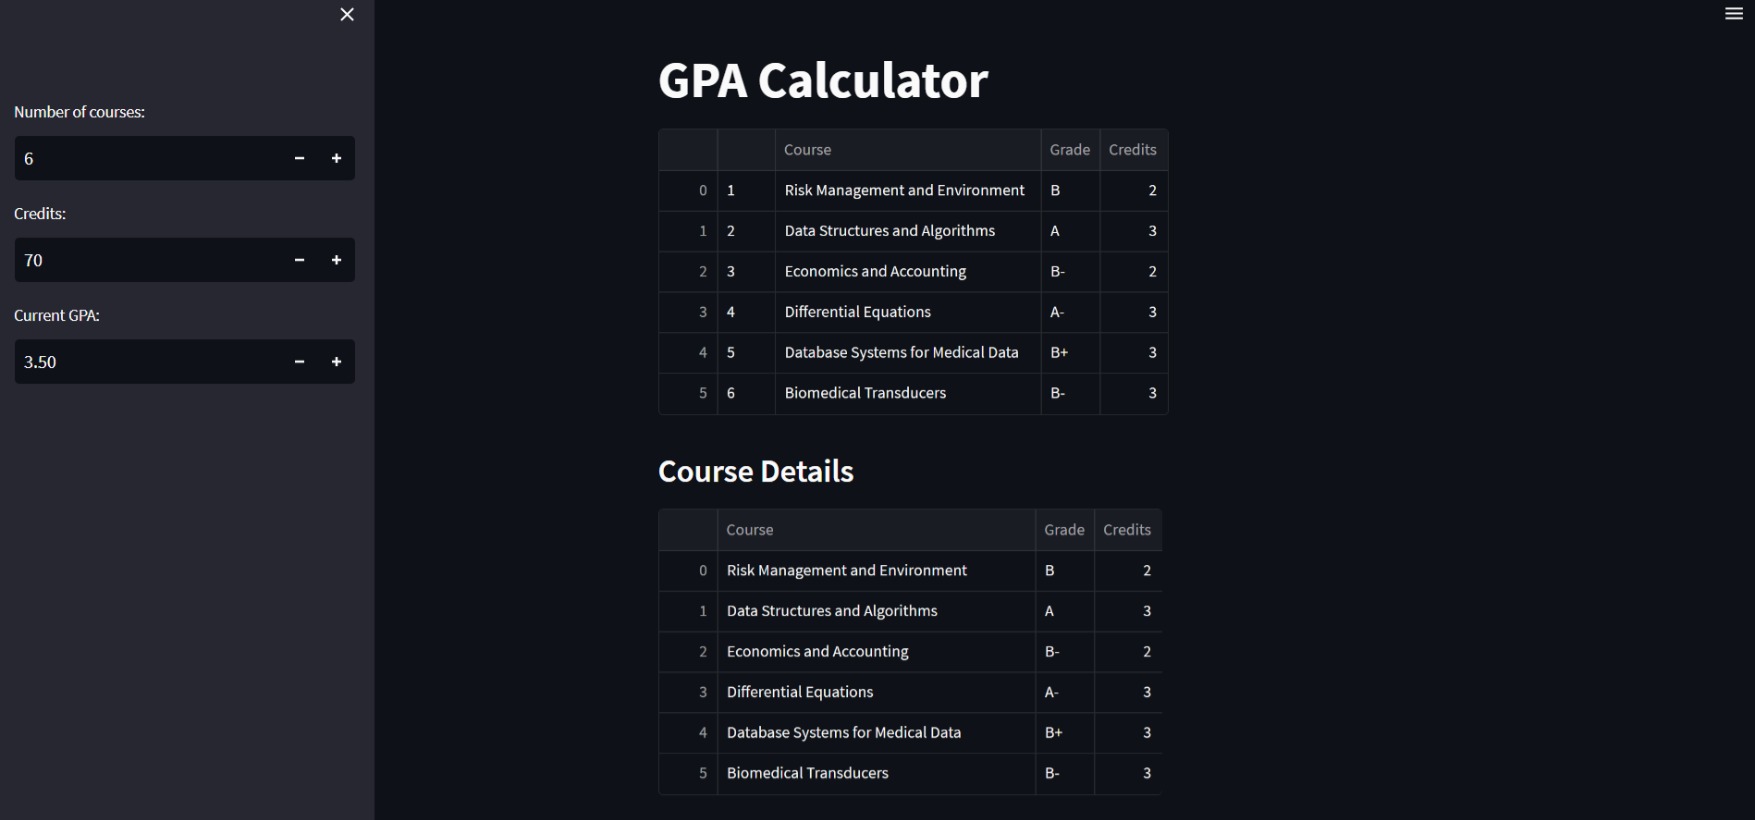 Number of courses:
6
Credits:
70
Current GPA:
3.50
GPA Calculator
Course Grade Credits
0 1 Risk Management and Environment B 2
1 2 Data Structures and Algorithms A 3
2 3 Economics and Accounting B- 2
3 4 Differential Equations A- 3
4 5 Database Systems for Medical Data B+ 3
5 6 Biomedical Transducers B- 3
Course Details
Course Grade Credits
0 Risk Management and Environment B 2
1 Data Structures and Algorithms A 3
2 Economics and Accounting B- 2
3 Differential Equations A- 3
4 Database Systems for Medical Data B+ 3
5 Biomedical Transducers B- 3